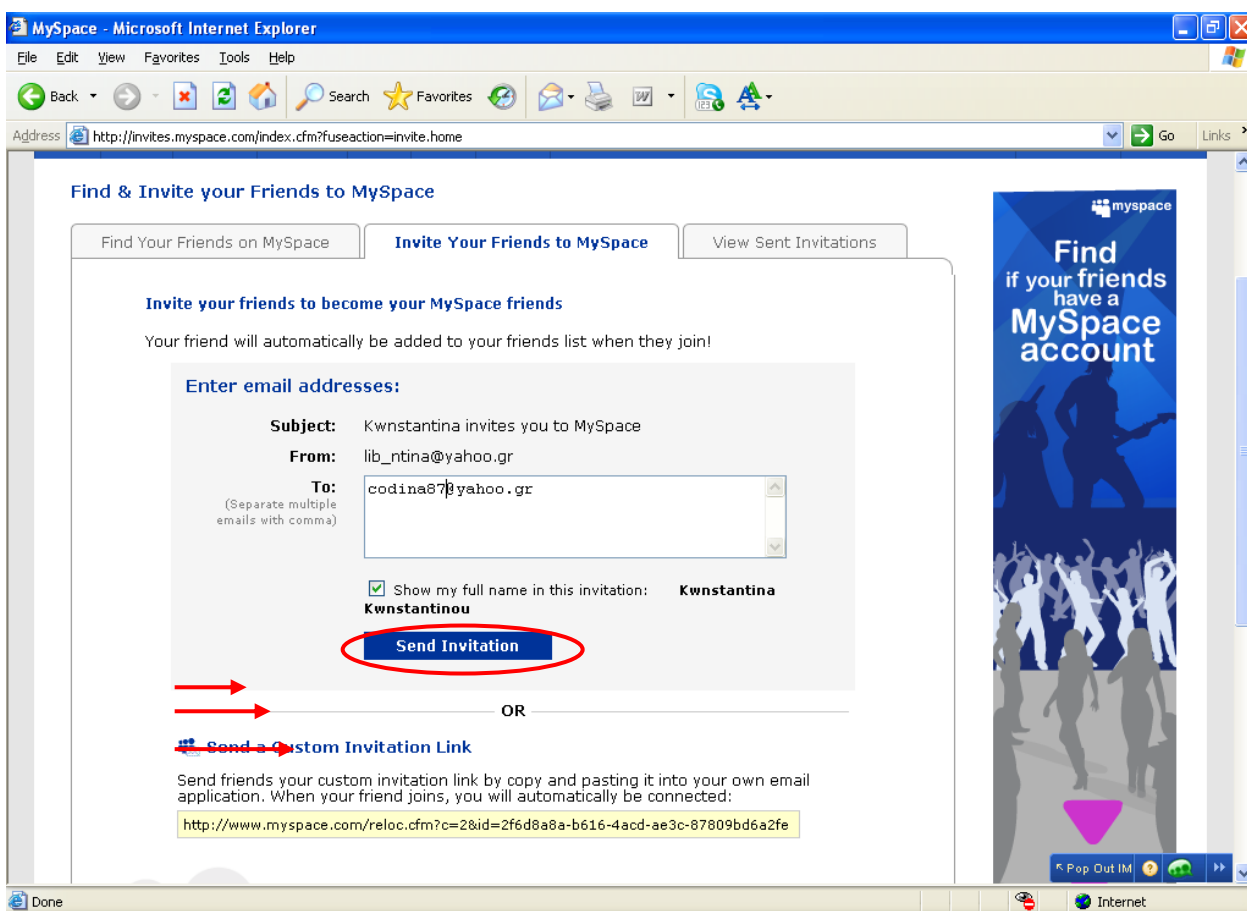 MySpace - Microsoft Internet Explorer
File Edit View Favorites Tools Help
Back Search Favorites
Address http://invites.myspace.com/index.cfm?fuseaction=invite.home Go Links
Find & Invite your Friends to MySpace
Find Your Friends on MySpace Invite Your Friends to MySpace View Sent Invitations
Invite your friends to become your MySpace friends
Your friend will automatically be added to your friends list when they join!
Enter email addresses:
Subject: Kwnstantina invites you to MySpace
From: lib_ntina@yahoo.gr
To: codina87@yahoo.gr
(Separate multiple
emails with comma)
Show my full name in this invitation: Kwnstantina
Kwnstantinou
Send Invitation
OR
Send a Custom Invitation Link
Send friends your custom invitation link by copy and pasting it into your own email
application. When your friend joins, you will automatically be connected:
http://www.myspace.com/reloc.cfm?c=2&id=2f6d8a8a-b616-4acd-ae3c-87809bd6a2fe
myspace
Find
if your friends
have a
MySpace
account
Pop Out IM
Done Internet